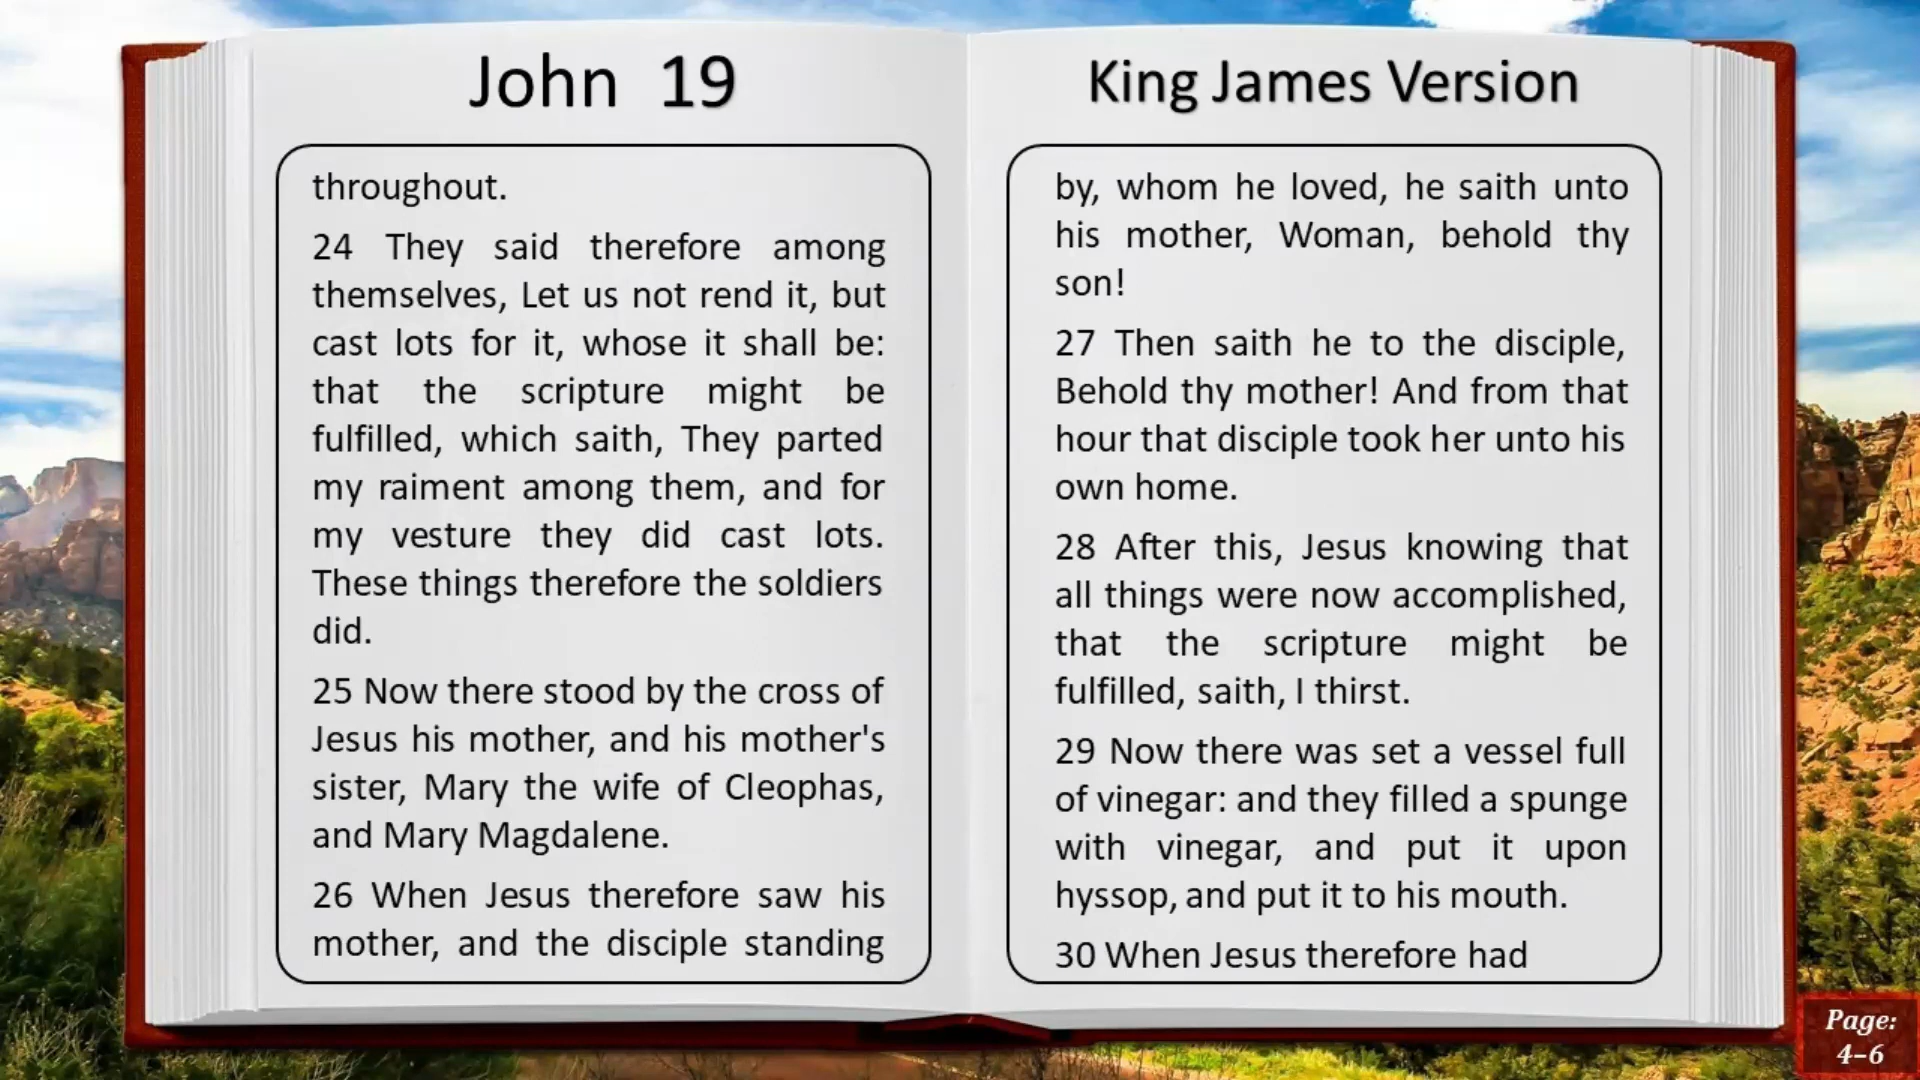 John 19
throughout.
24 They said therefore among
themselves, Let us not rend it, but
cast lots for it, whose it shall be:
that the scripture might be
fulfilled, which saith, They parted
my raiment among them, and for
my vesture they did cast lots.
These things therefore the soldiers
did.
25 Now there stood by the cross of
Jesus his mother, and his mother's
sister, Mary the wife of Cleophas,
and Mary Magdalene.
26 When Jesus therefore saw his
mother, and the disciple standing
King James Version
by, whom he loved, he saith unto
his mother, Woman, behold thy
son!
27 Then saith he to the disciple,
Behold thy mother! And from that
hour that disciple took her unto his
own home.
28 After this, Jesus knowing that
all things were now accomplished,
that the scripture might be
fulfilled, saith, I thirst.
29 Now there was set a vessel full
of vinegar: and they filled a spunge
with vinegar, and put it upon
hyssop, and put it to his mouth.
30 When Jesus therefore had
Page:
4–6